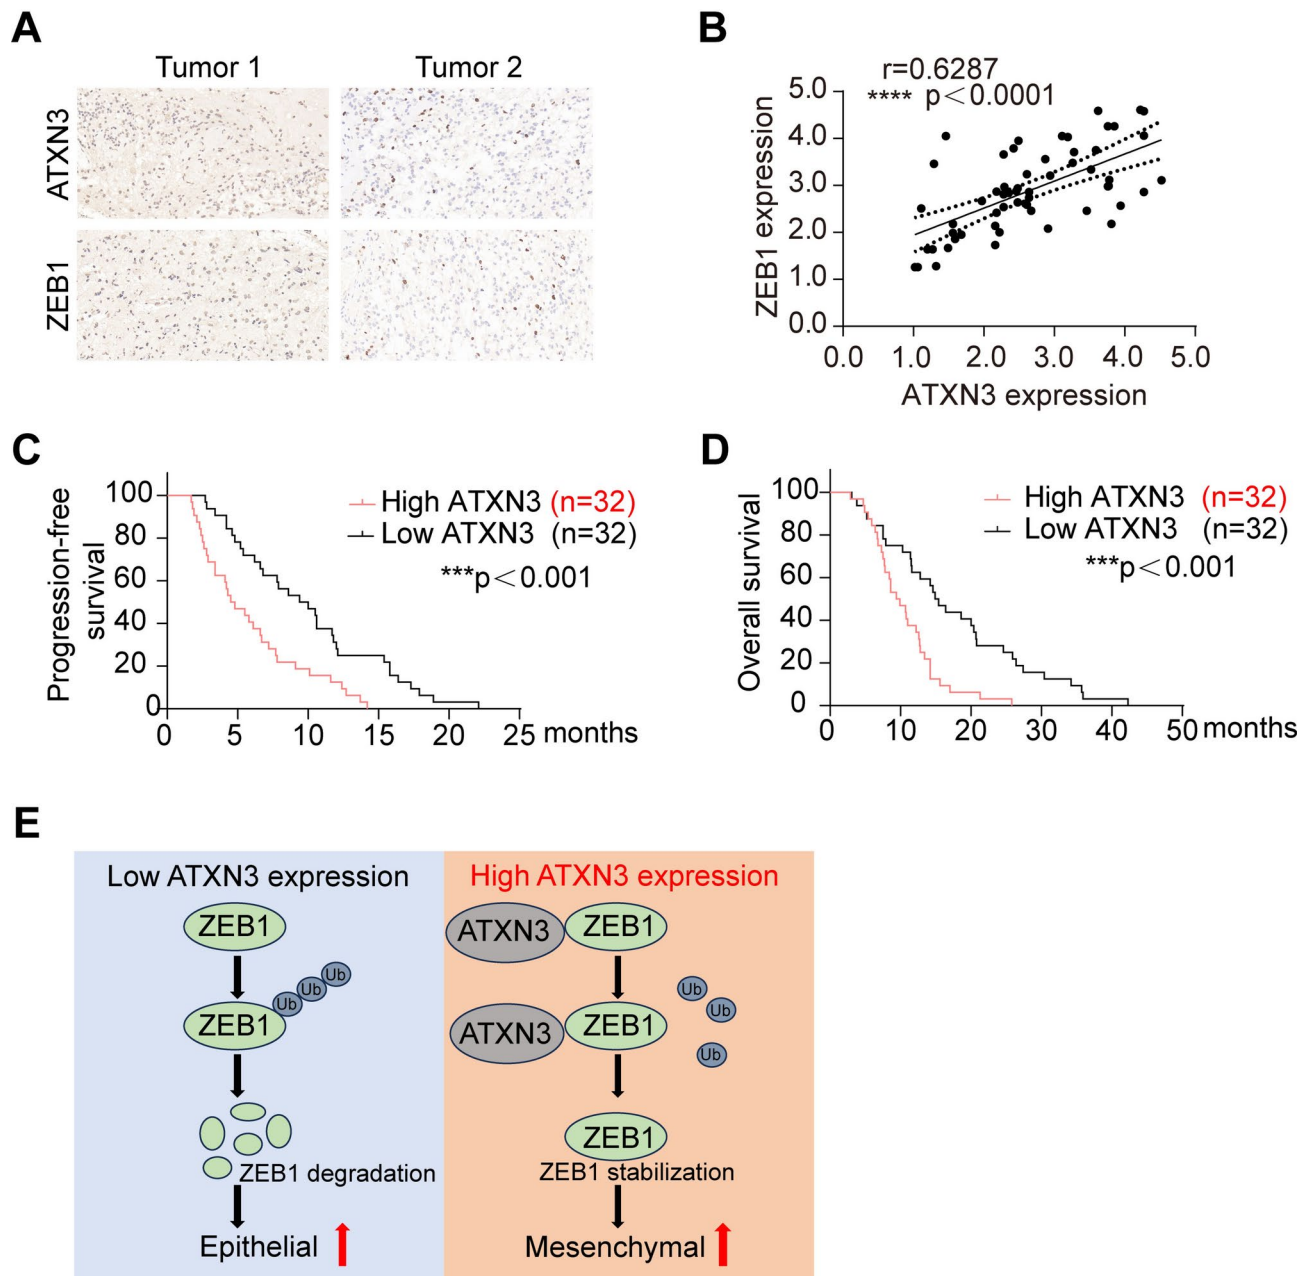 A
Tumor 1
Tumor 2
ATXN3
ZEB1
B
r=0.6287
**** p<0.0001
ZEB1 expression
5.0
4.0
3.0
2.0
1.0
0.0
0.0 1.0 2.0 3.0 4.0 5.0
ATXN3 expression
C
Progression-free
survival
100
80
60
40
20
0
0 5 10 15 20 25 months
High ATXN3 (n=32)
Low ATXN3 (n=32)
***p<0.001
D
Overall survival
100
80
60
40
20
0
0 10 20 30 40 50 months
High ATXN3 (n=32)
Low ATXN3 (n=32)
***p<0.001
E
Low ATXN3 expression
ZEB1
Ub
Ub
Ub
ZEB1
ZEB1 degradation
Epithelial
High ATXN3 expression
ATXN3
ZEB1
Ub
Ub
Ub
ATXN3
ZEB1
ZEB1
ZEB1 stabilization
Mesenchymal